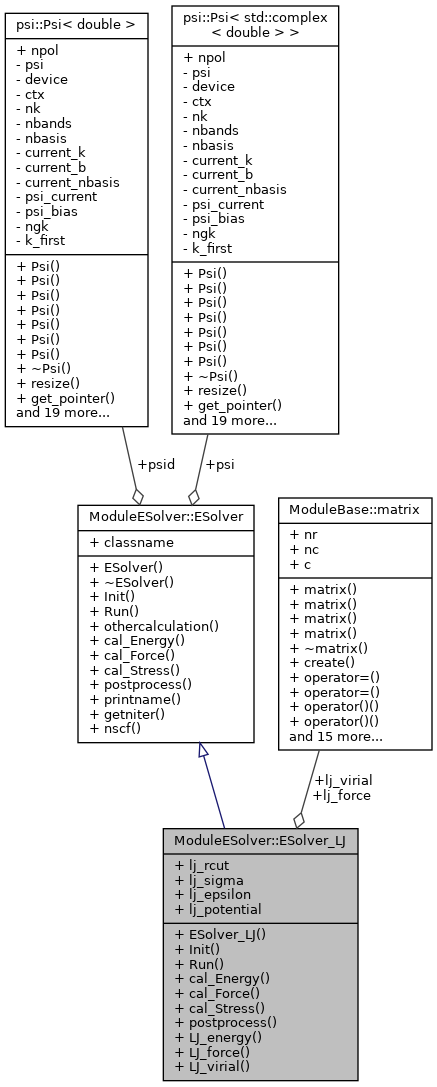 psi::Psi< double >
+ npol
- psi
- device
- ctx
- nk
- nbands
- nbasis
- current_k
- current_b
- current_nbasis
- psi_current
- psi_bias
- ngk
- k_first
+ Psi()
+ Psi()
+ Psi()
+ Psi()
+ Psi()
+ Psi()
+ Psi()
+ ~Psi()
+ resize()
+ get_pointer()
and 19 more...
psi::Psi< std::complex
< double > >
+ npol
- psi
- device
- ctx
- nk
- nbands
- nbasis
- current_k
- current_b
- current_nbasis
- psi_current
- psi_bias
- ngk
- k_first
+ Psi()
+ Psi()
+ Psi()
+ Psi()
+ Psi()
+ Psi()
+ Psi()
+ ~Psi()
+ resize()
+ get_pointer()
and 19 more...
+psid
+psi
ModuleESolver::ESolver
+ classname
+ ESolver()
+ ~ESolver()
+ Init()
+ Run()
+ othercalculation()
+ cal_Energy()
+ cal_Force()
+ cal_Stress()
+ postprocess()
+ printname()
+ getniter()
+ nscf()
ModuleBase::matrix
+ nr
+ nc
+ c
+ matrix()
+ matrix()
+ matrix()
+ matrix()
+ ~matrix()
+ create()
+ operator=()
+ operator=()
+ operator()()
+ operator()()
and 15 more...
+lj_virial
+lj_force
ModuleESolver::ESolver_LJ
+ lj_rcut
+ lj_sigma
+ lj_epsilon
+ lj_potential
+ ESolver_LJ()
+ Init()
+ Run()
+ cal_Energy()
+ cal_Force()
+ cal_Stress()
+ postprocess()
+ LJ_energy()
+ LJ_force()
+ LJ_virial()